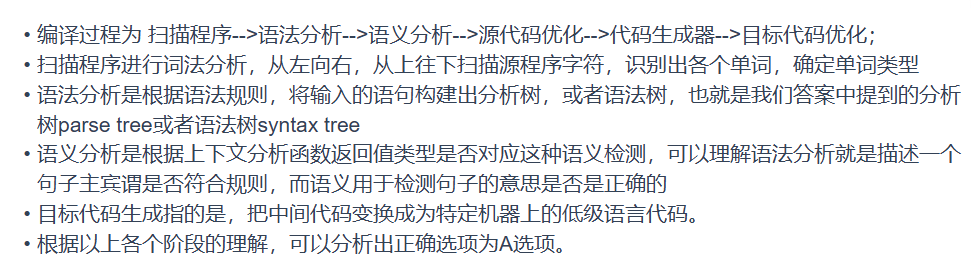 • 编译过程为 扫描程序-->语法分析-->语义分析-->源代码优化-->代码生成器-->目标代码优化；
• 扫描程序进行词法分析，从左向右，从上往下扫描源程序字符，识别出各个单词，确定单词类型
• 语法分析是根据语法规则，将输入的语句构建出分析树，或者语法树，也就是我们答案中提到的分析
树parse tree或者语法树syntax tree
• 语义分析是根据上下文分析函数返回值类型是否对应这种语义检测，可以理解语法分析就是描述一个
句子主宾谓是否符合规则，而语义用于检测句子的意思是否是正确的
• 目标代码生成指的是，把中间代码变换成为特定机器上的低级语言代码。
• 根据以上各个阶段的理解，可以分析出正确选项为A选项。